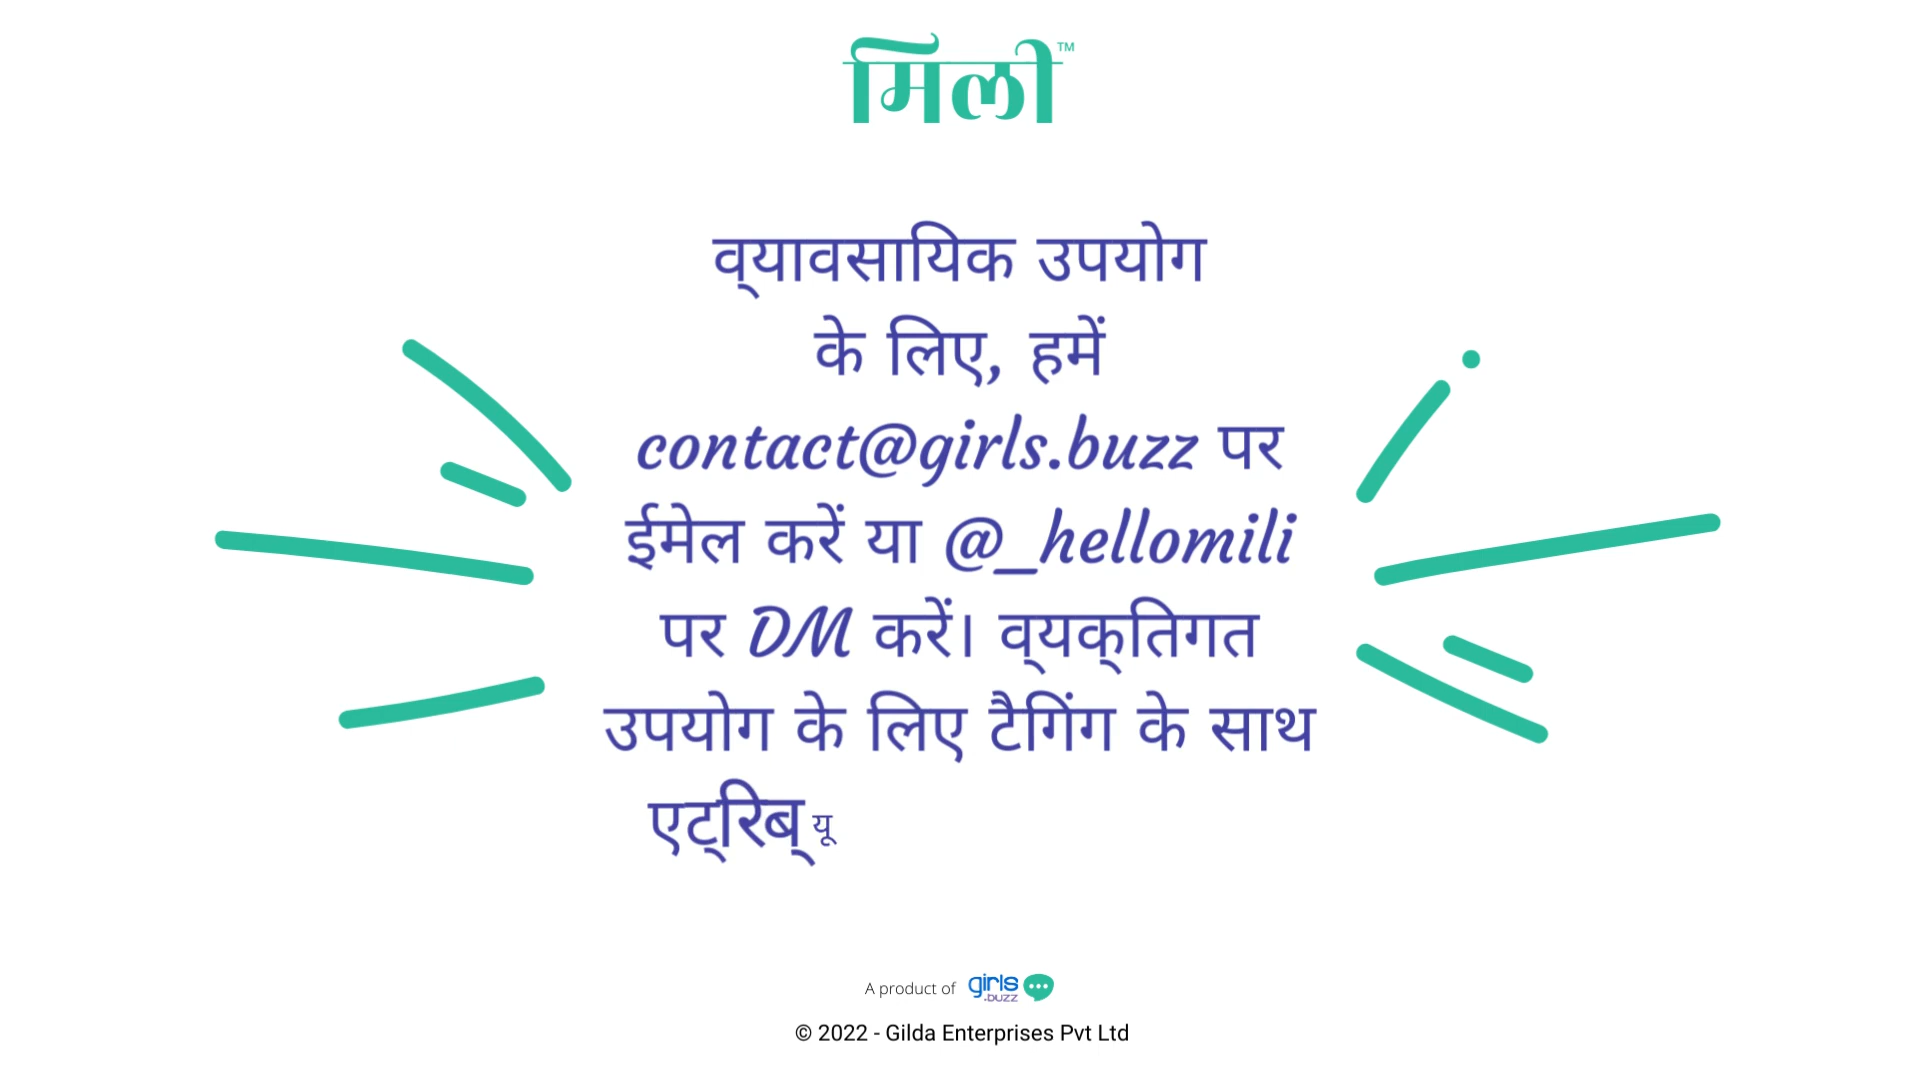 मिली™
व्यावसायिक उपयोग
के लिए, हमें
contact@girls.buzz पर
ईमेल करें या @_hellomili
पर DM करें। व्यक्तिगत
उपयोग के लिए टैगिंग के साथ
एट्रिब्यू
A product of girls.buzz
© 2022 - Gilda Enterprises Pvt Ltd